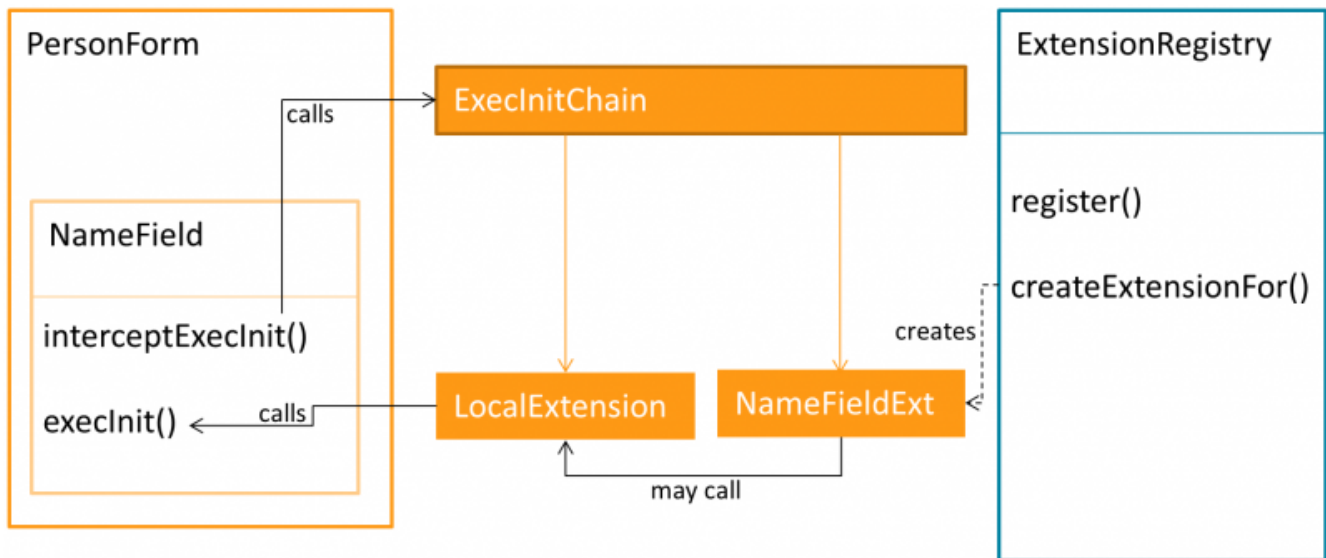 PersonForm
calls
NameField
interceptExecInit()
execInit()
calls
ExecInitChain
LocalExtension
NameFieldExt
may call
creates
ExtensionRegistry
register()
createExtensionFor()